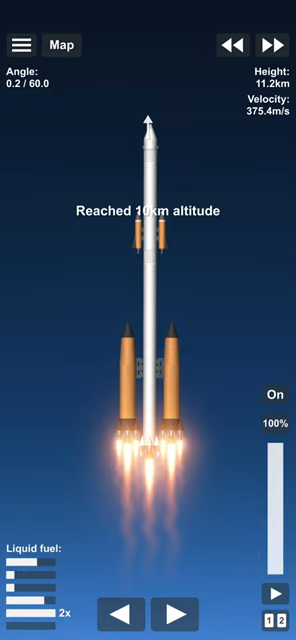 Map
Angle:
0.2 / 60.0
Height:
11.2km
Velocity:
375.4m/s
Reached 10km altitude
On
100%
Liquid fuel:
2x
1 2